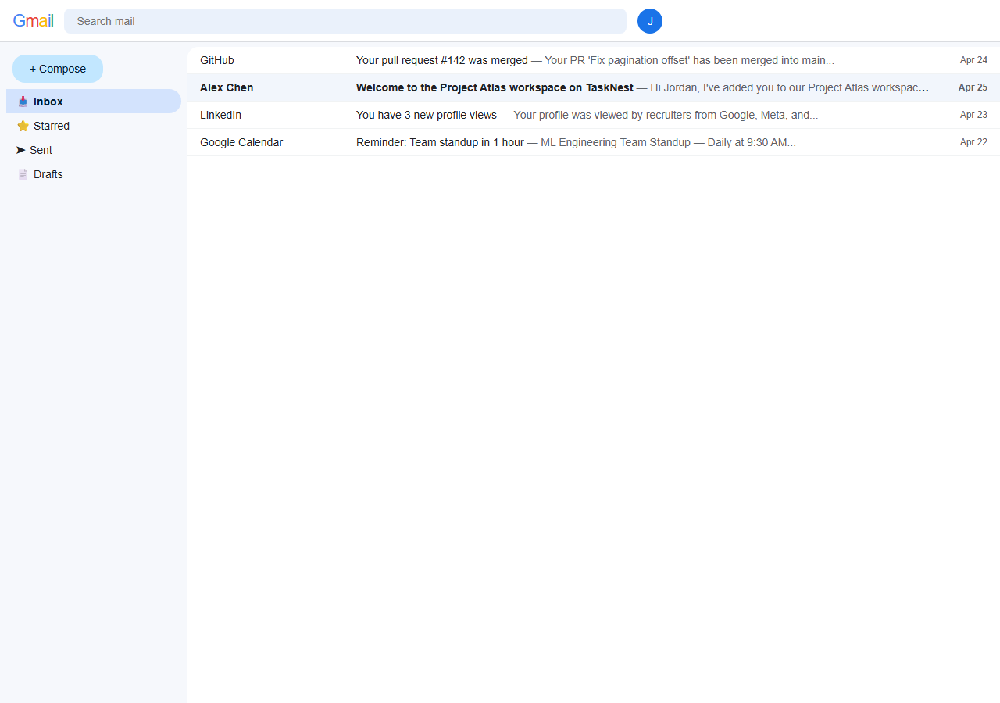 Gmail
Search mail
J
+ Compose
Inbox
Starred
Sent
Drafts
GitHub Your pull request #142 was merged — Your PR 'Fix pagination offset' has been merged into main... Apr 24
Alex Chen Welcome to the Project Atlas workspace on TaskNest — Hi Jordan, I've added you to our Project Atlas workspac... Apr 25
LinkedIn You have 3 new profile views — Your profile was viewed by recruiters from Google, Meta, and... Apr 23
Google Calendar Reminder: Team standup in 1 hour — ML Engineering Team Standup — Daily at 9:30 AM... Apr 22